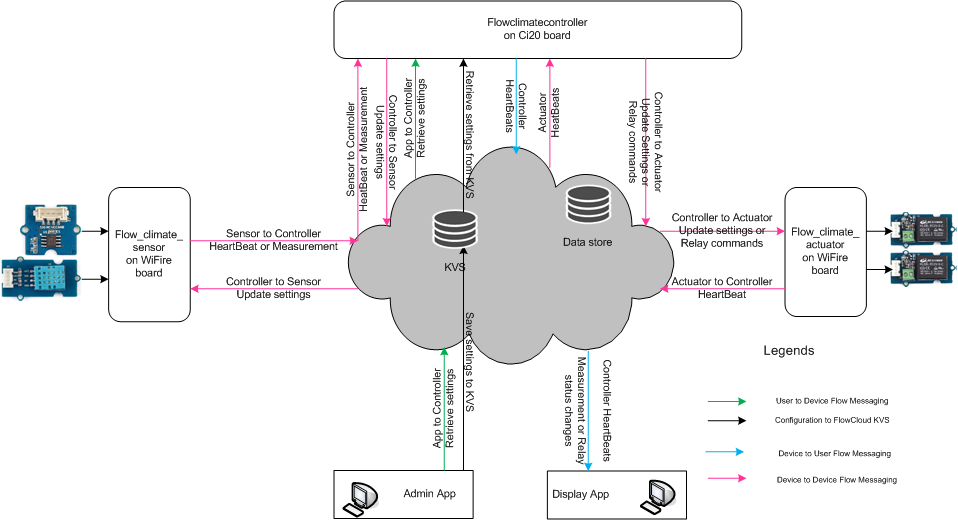 Flowclimatecontroller
on Ci20 board
Sensor to Controller
HeatBeat or Measurement
Controller to Sensor
Update settings
App to Controller
Retrieve settings
Retrieve settings from KVS
Controller
HeartBeats
Actuator
HeatBeats
Controller to Actuator
Update Settings or
Relay commands
Flow_climate_
sensor
on WiFire
board
Sensor to Controller
HeartBeat or Measurement
Controller to Sensor
Update settings
KVS
Data store
Controller to Actuator
Update settings or
Relay commands
Actuator to Controller
HeartBeat
Flow_climate_
actuator
on WiFire
board
App to Controller
Retrieve settings
Save settings to KVS
Controller HeartBeats
Measurement or Relay
status changes
Admin App
Display App
Legends
User to Device Flow Messaging
Configuration to FlowCloud KVS
Device to User Flow Messaging
Device to Device Flow Messaging